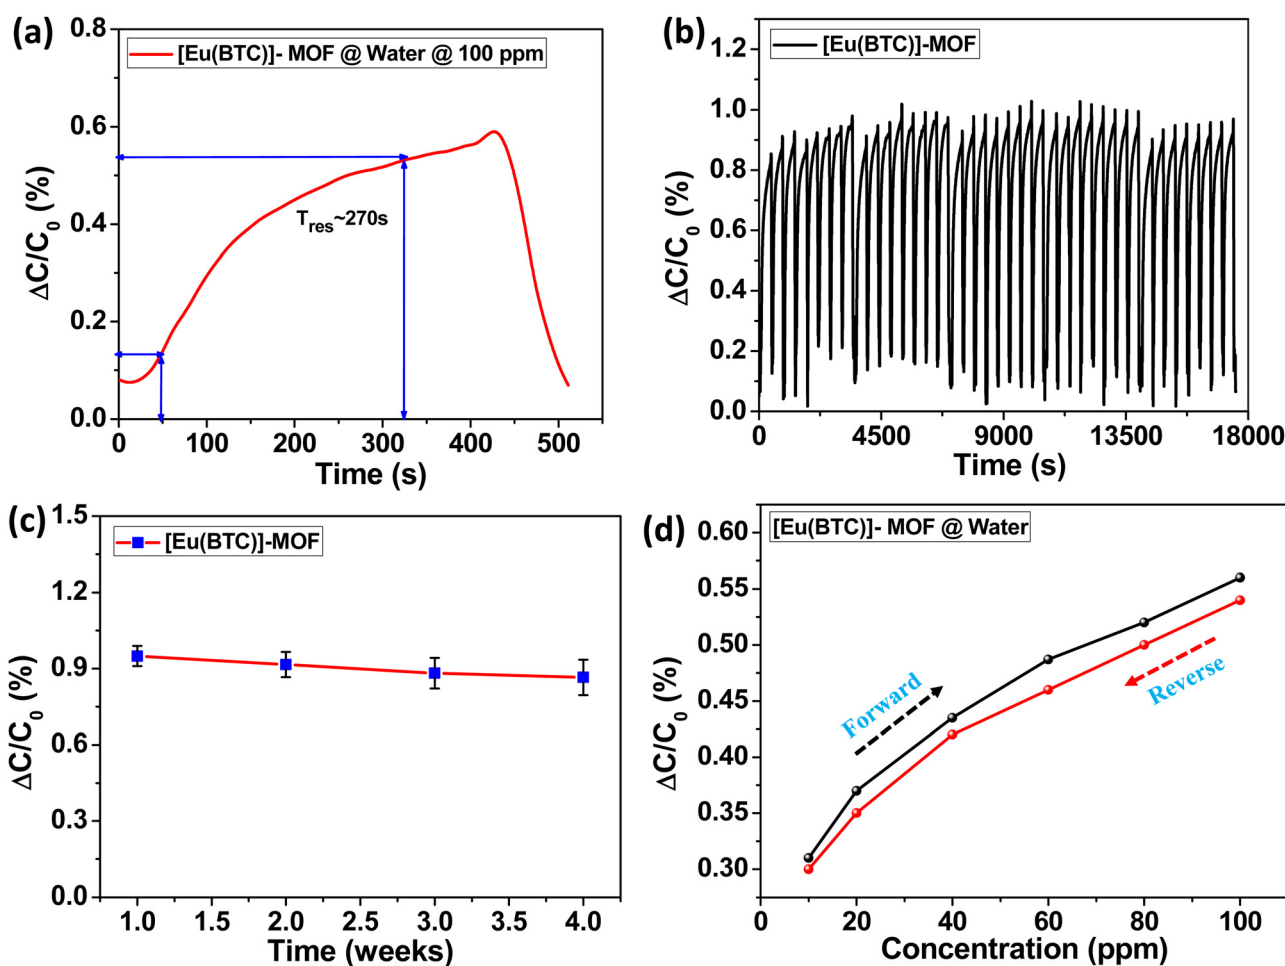 (a)
[Eu(BTC)]- MOF @ Water @ 100 ppm
0.8
0.6
0.4
0.2
0.0
ΔC/C0 (%)
Tres~270s
0 100 200 300 400 500
Time (s)
(b)
[Eu(BTC)]-MOF
1.2
1.0
0.8
0.6
0.4
0.2
0.0
ΔC/C0 (%)
0 4500 9000 13500 18000
Time (s)
(c)
[Eu(BTC)]-MOF
1.5
1.2
0.9
0.6
0.3
0.0
ΔC/C0 (%)
1.0 1.5 2.0 2.5 3.0 3.5 4.0
Time (weeks)
(d)
[Eu(BTC)]- MOF @ Water
0.60
0.55
0.50
0.45
0.40
0.35
0.30
ΔC/C0 (%)
Forward
Reverse
0 20 40 60 80 100
Concentration (ppm)